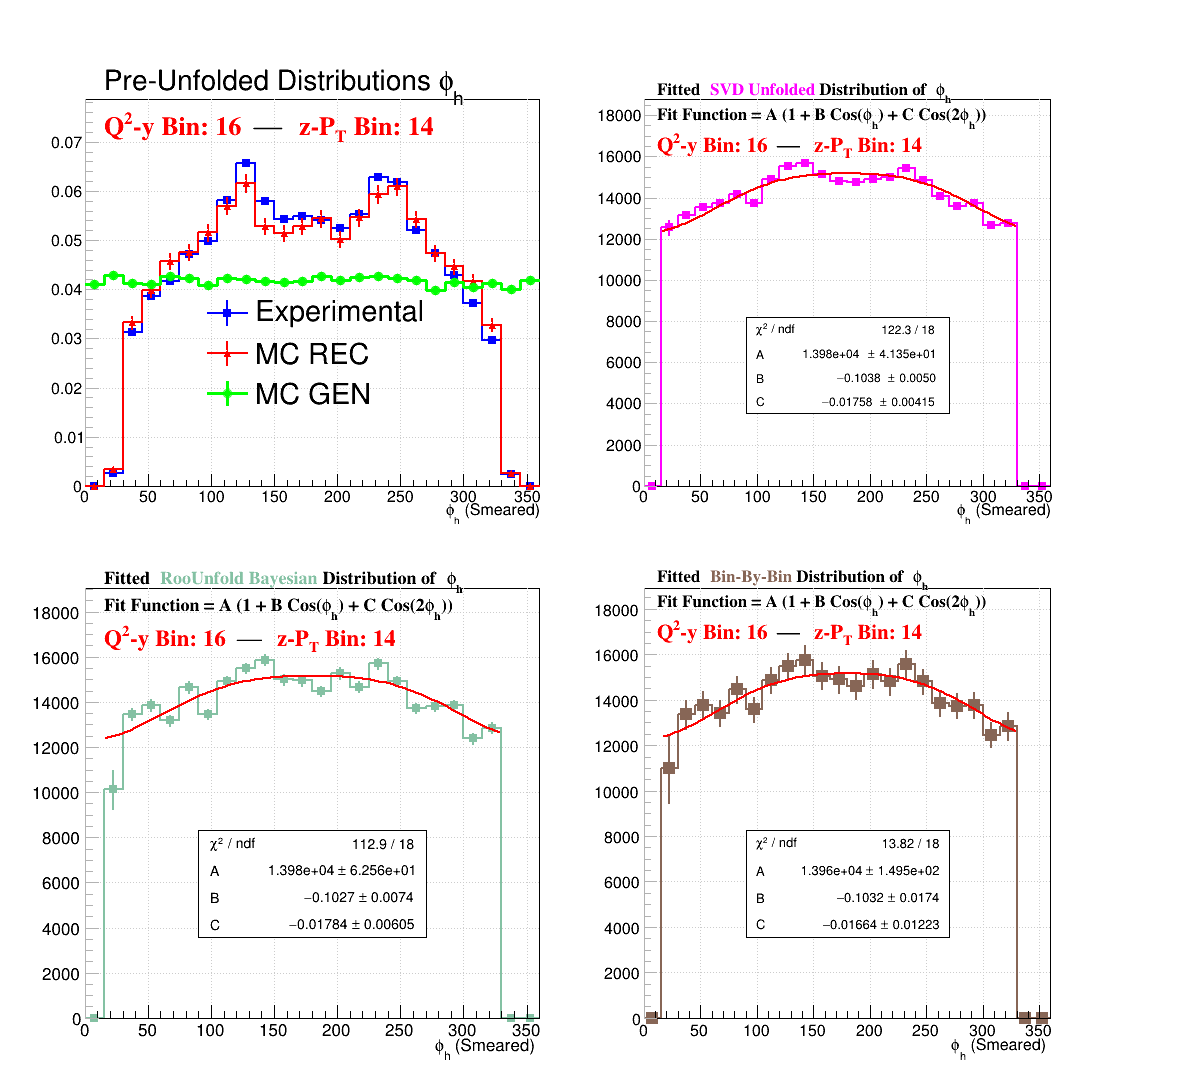 Pre-Unfolded Distributions ϕh
Q²-y Bin: 16 — z-PT Bin: 14
0.07
0.06
0.05
0.04
0.03
0.02
0.01
0
Experimental
MC REC
MC GEN
0 50 100 150 200 250 300 350
ϕh (Smeared)
Fitted SVD Unfolded Distribution of ϕh
Fit Function = A (1 + B Cos(ϕh) + C Cos(2ϕh))
Q²-y Bin: 16 — z-PT Bin: 14
18000
16000
14000
12000
10000
8000
6000
4000
2000
0
χ² / ndf 122.3 / 18
A 1.398e+04 ± 4.135e+01
B −0.1038 ± 0.0050
C −0.01758 ± 0.00415
0 50 100 150 200 250 300 350
ϕh (Smeared)
Fitted RooUnfold Bayesian Distribution of ϕh
Fit Function = A (1 + B Cos(ϕh) + C Cos(2ϕh))
Q²-y Bin: 16 — z-PT Bin: 14
18000
16000
14000
12000
10000
8000
6000
4000
2000
0
χ² / ndf 112.9 / 18
A 1.398e+04 ± 6.256e+01
B −0.1027 ± 0.0074
C −0.01784 ± 0.00605
0 50 100 150 200 250 300 350
ϕh (Smeared)
Fitted Bin-By-Bin Distribution of ϕh
Fit Function = A (1 + B Cos(ϕh) + C Cos(2ϕh))
Q²-y Bin: 16 — z-PT Bin: 14
18000
16000
14000
12000
10000
8000
6000
4000
2000
0
χ² / ndf 13.82 / 18
A 1.396e+04 ± 1.495e+02
B −0.1032 ± 0.0174
C −0.01664 ± 0.01223
0 50 100 150 200 250 300 350
ϕh (Smeared)